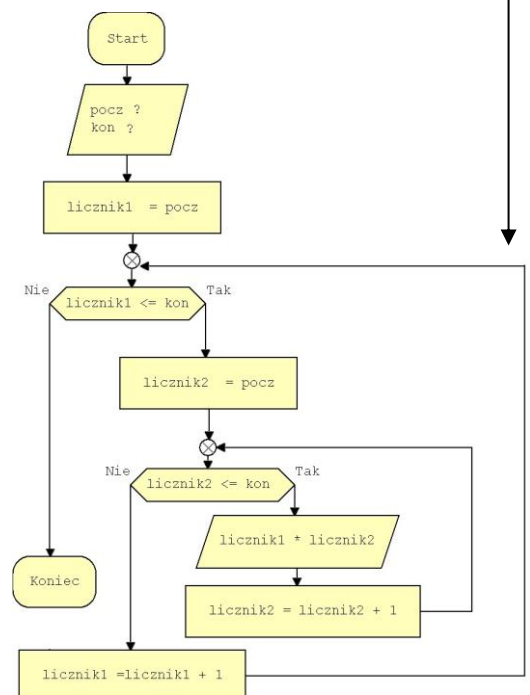 Start
pocz ?
kon ?
licznik1 = pocz
Nie
Tak
licznik1 <= kon
licznik2 = pocz
Nie
Tak
licznik2 <= kon
licznik1 * licznik2
Koniec
licznik2 = licznik2 + 1
licznik1 =licznik1 + 1